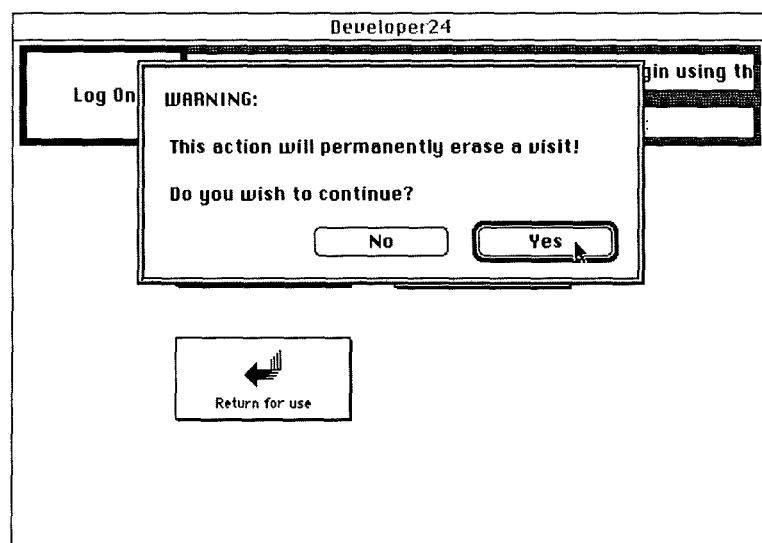 Developer24
gin using th
Log On
WARNING:
This action will permanently erase a visit!
Do you wish to continue?
No
Yes
Return for use